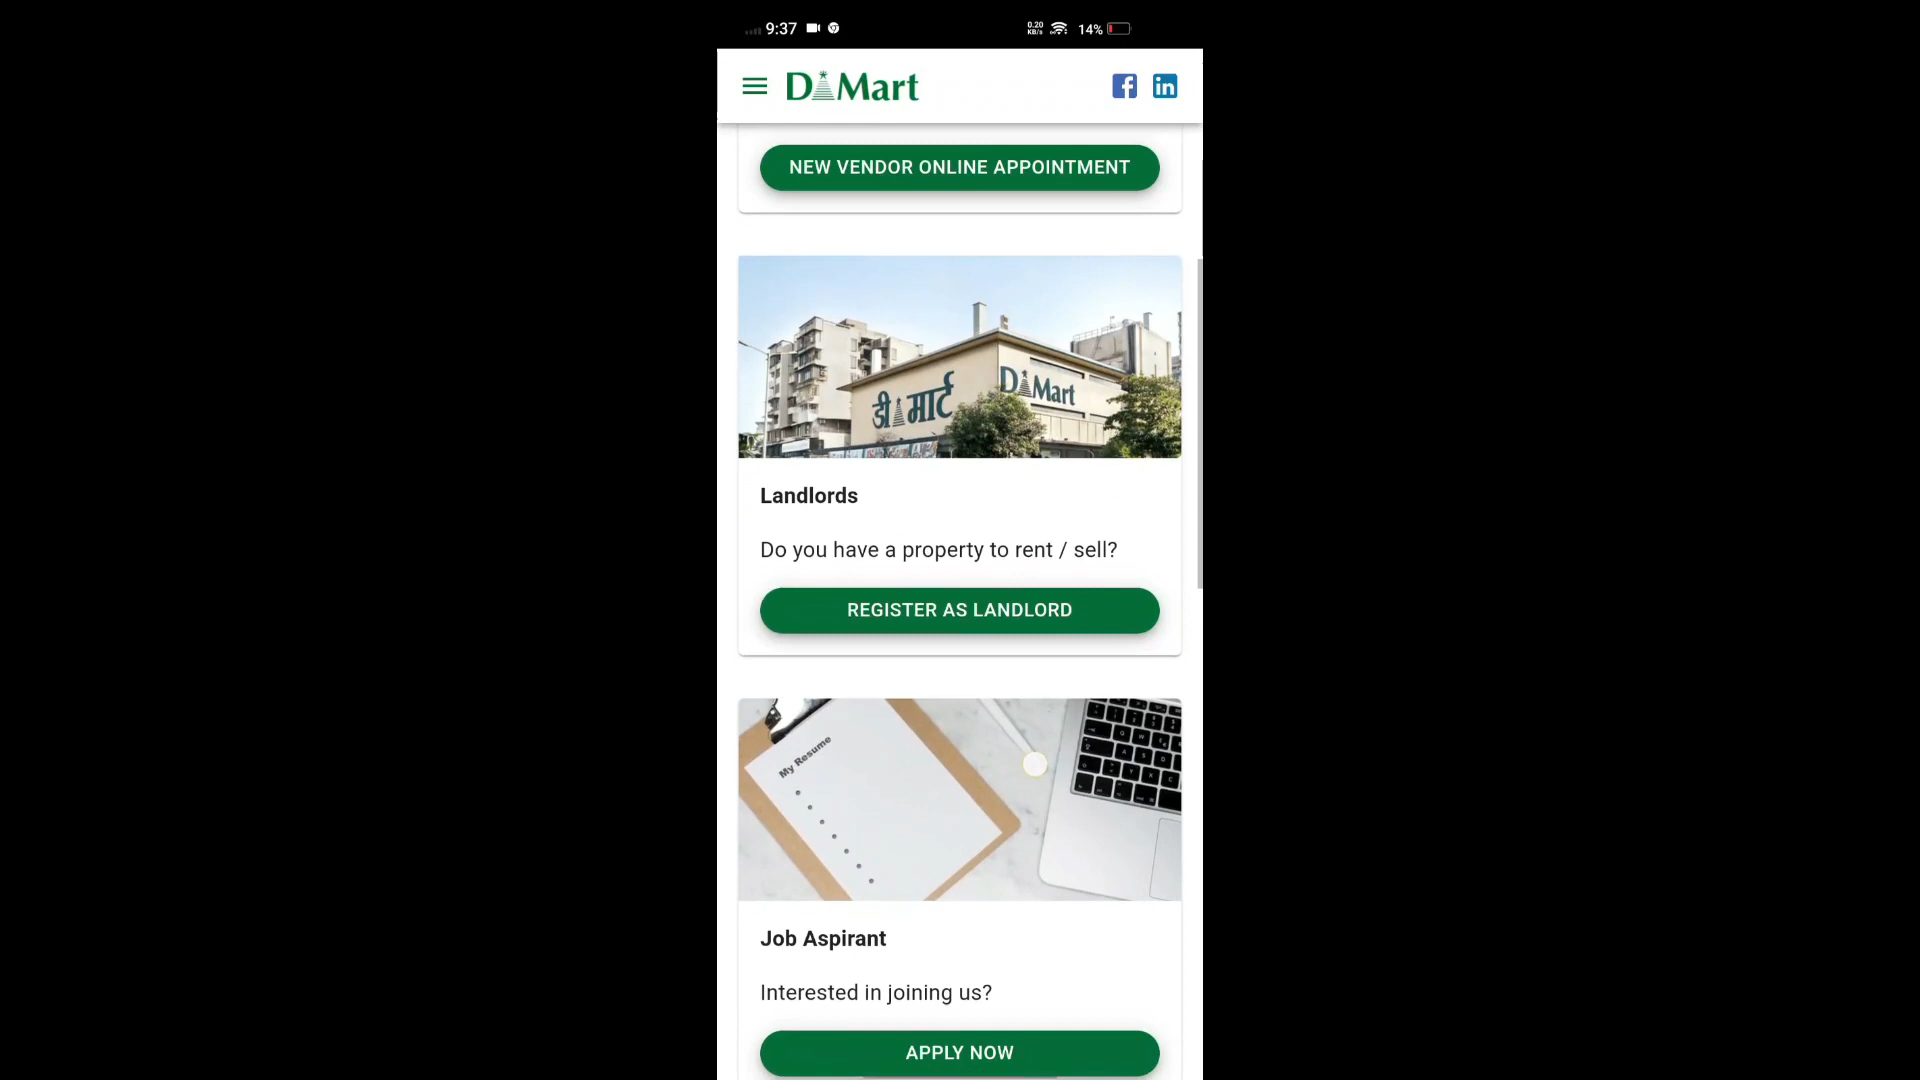 9:37
0.20
KB/s
14%
D Mart
NEW VENDOR ONLINE APPOINTMENT
डी मार्ट
D Mart
Landlords
Do you have a property to rent / sell?
REGISTER AS LANDLORD
My Resume
Job Aspirant
Interested in joining us?
APPLY NOW